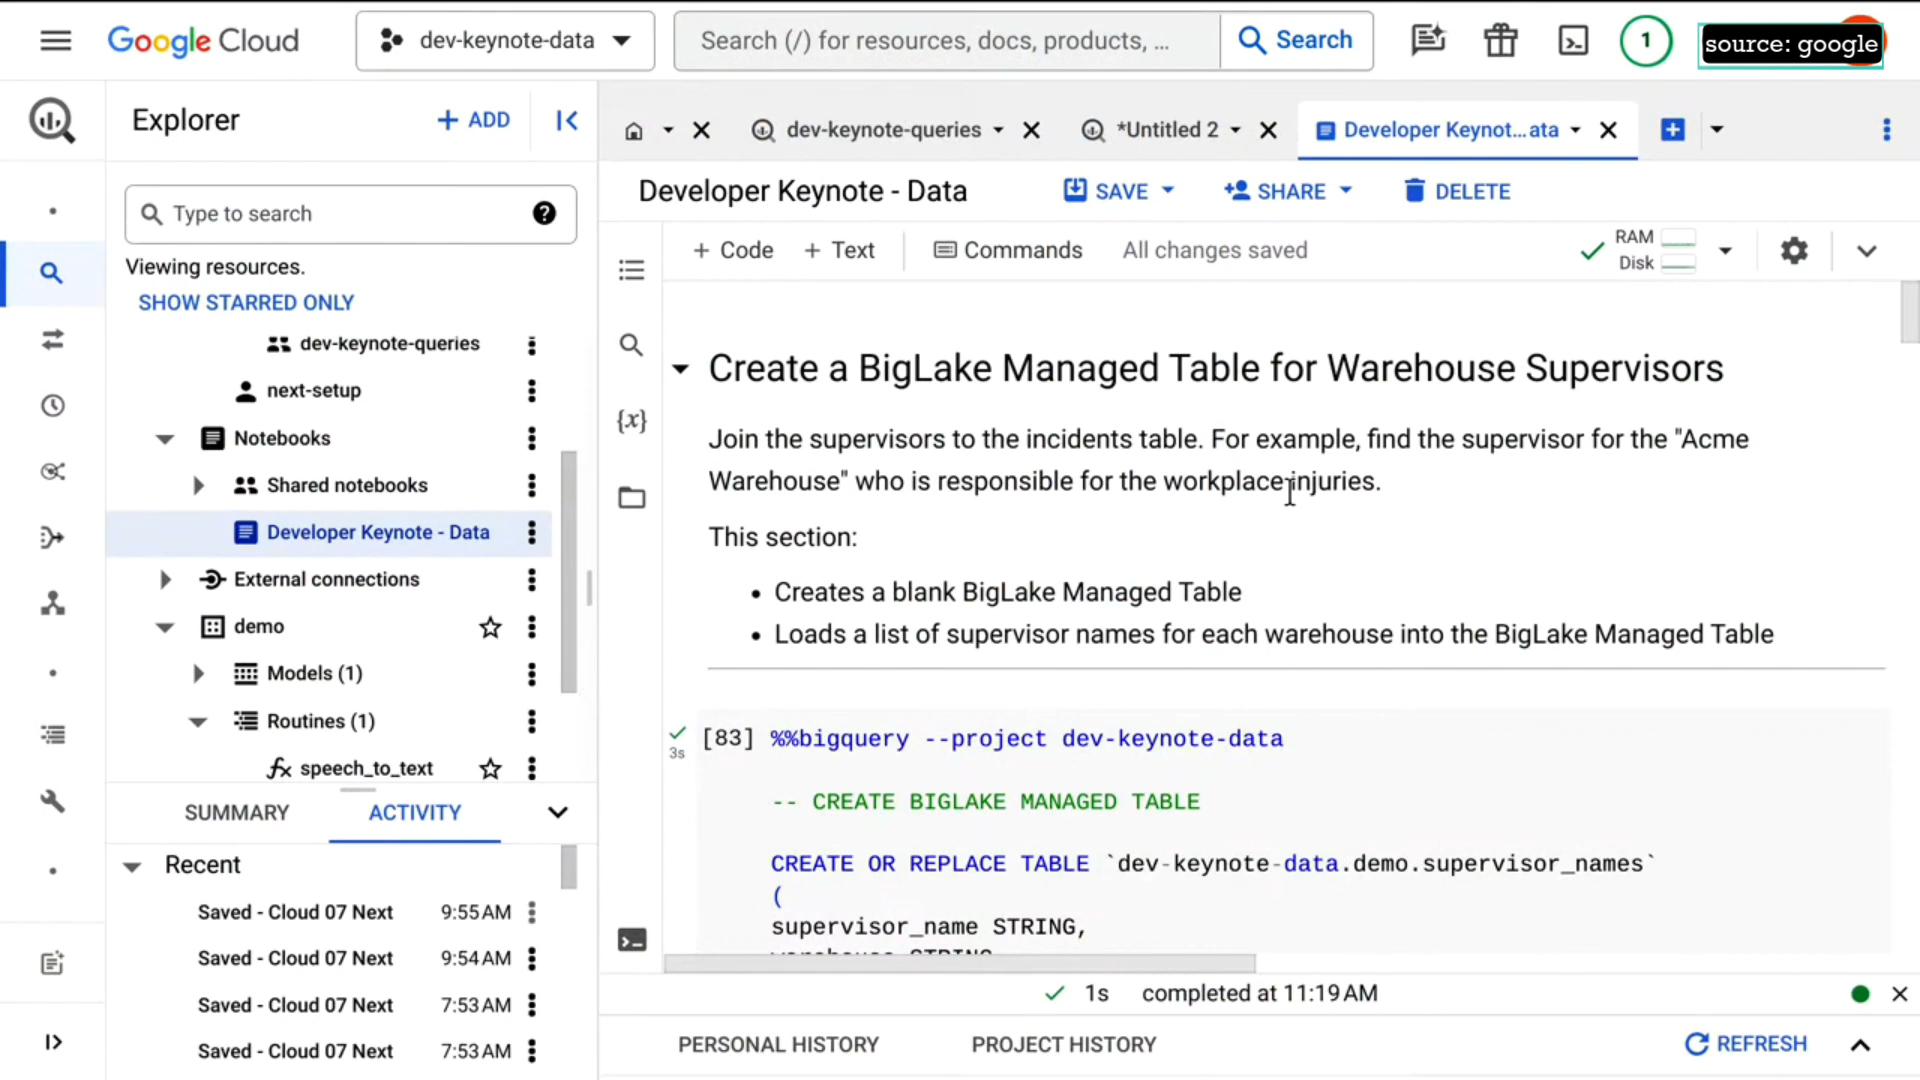 Google Cloud
dev-keynote-data
Search (/) for resources, docs, products, ...
Search
1
source: google
Explorer
+ ADD
Type to search
Viewing resources.
SHOW STARRED ONLY
dev-keynote-queries
next-setup
Notebooks
Shared notebooks
Developer Keynote - Data
External connections
demo
Models (1)
Routines (1)
fx speech_to_text
SUMMARY
ACTIVITY
Recent
Saved - Cloud 07 Next 9:55 AM
Saved - Cloud 07 Next 9:54 AM
Saved - Cloud 07 Next 7:53 AM
Saved - Cloud 07 Next 7:53 AM
dev-keynote-queries
*Untitled 2
Developer Keynot...ata
Developer Keynote - Data
SAVE
SHARE
DELETE
+ Code
+ Text
Commands
All changes saved
RAM
Disk
{x}
Create a BigLake Managed Table for Warehouse Supervisors
Join the supervisors to the incidents table. For example, find the supervisor for the "Acme
Warehouse" who is responsible for the workplace injuries.
This section:
• Creates a blank BigLake Managed Table
• Loads a list of supervisor names for each warehouse into the BigLake Managed Table
3s
[83] %%bigquery --project dev-keynote-data
-- CREATE BIGLAKE MANAGED TABLE
CREATE OR REPLACE TABLE `dev-keynote-data.demo.supervisor_names`
(
supervisor_name STRING,
warehouse STRING
1s completed at 11:19 AM
PERSONAL HISTORY
PROJECT HISTORY
REFRESH